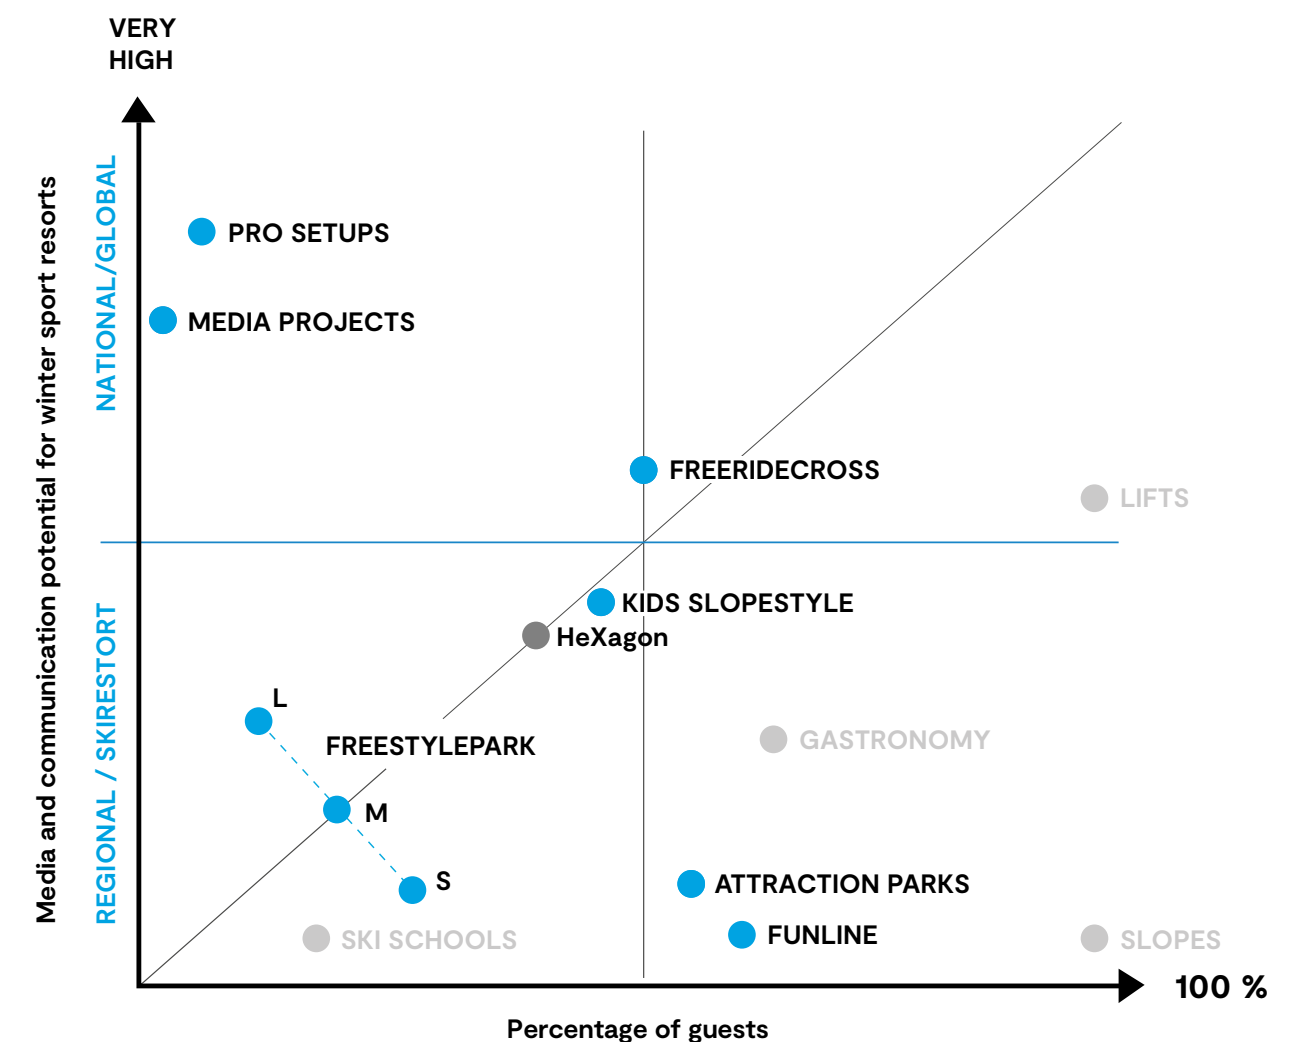 VERY
HIGH
Media and communication potential for winter sport resorts
NATIONAL/GLOBAL
REGIONAL / SKIRESTORT
PRO SETUPS
MEDIA PROJECTS
FREERIDECROSS
LIFTS
KIDS SLOPESTYLE
HeXagon
L
FREESTYLEPARK
GASTRONOMY
M
S
ATTRACTION PARKS
FUNLINE
SKI SCHOOLS
SLOPES
100 %
Percentage of guests